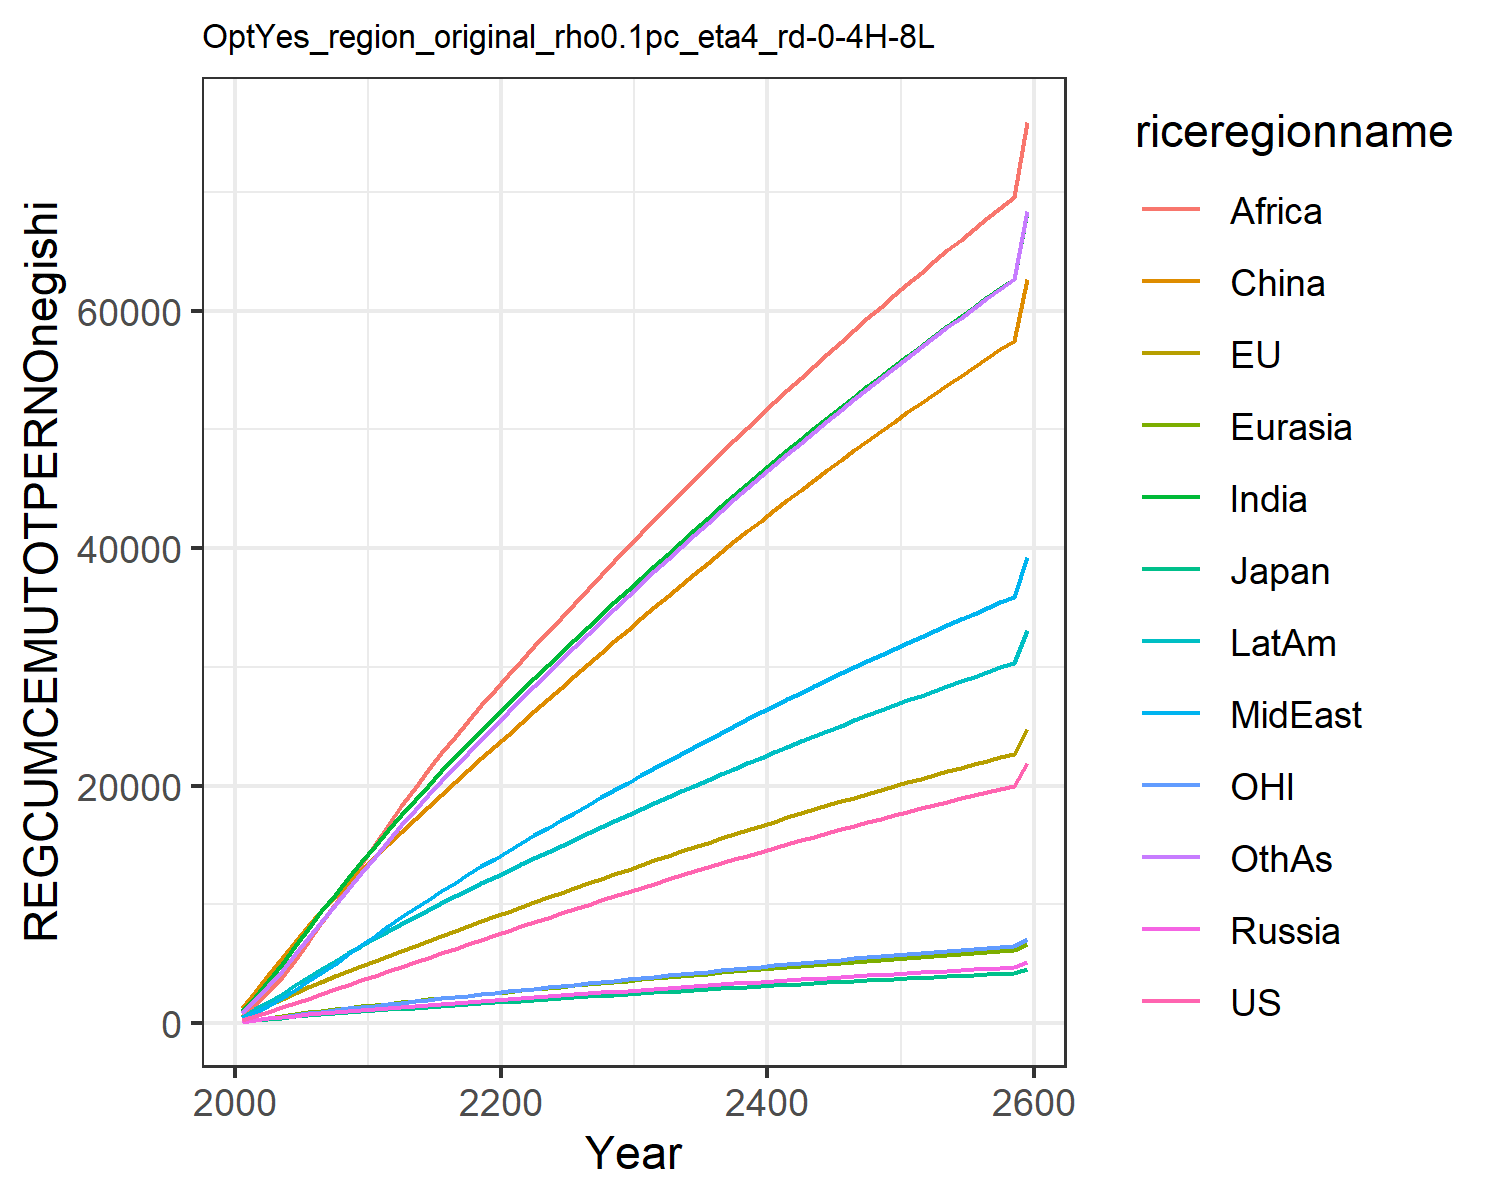 OptYes_region_original_rho0.1pc_eta4_rd-0-4H-8L
REGCUMCEMUTOTPERNOnegishi
60000
40000
20000
0
2000
2200
2400
2600
Year
riceregionname
Africa
China
EU
Eurasia
India
Japan
LatAm
MidEast
OHI
OthAs
Russia
US